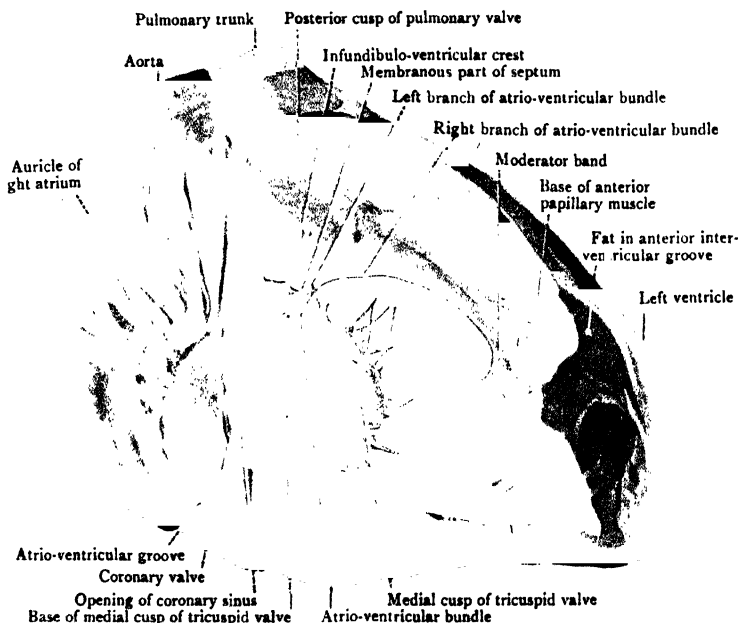 Pulmonary trunk
Posterior cusp of pulmonary valve
Aorta
Infundibulo-ventricular crest
Membranous part of septum
Left branch of atrio-ventricular bundle
Right branch of atrio-ventricular bundle
Moderator band
Auricle of
ght atrium
Base of anterior
papillary muscle
Fat in anterior inter-
ven ricular groove
Left ventricle
Atrio-ventricular groove
Coronary valve
Opening of coronary sinus
Base of medial cusp of tricuspid valve
Atrio-ventricular bundle
Medial cusp of tricuspid valve